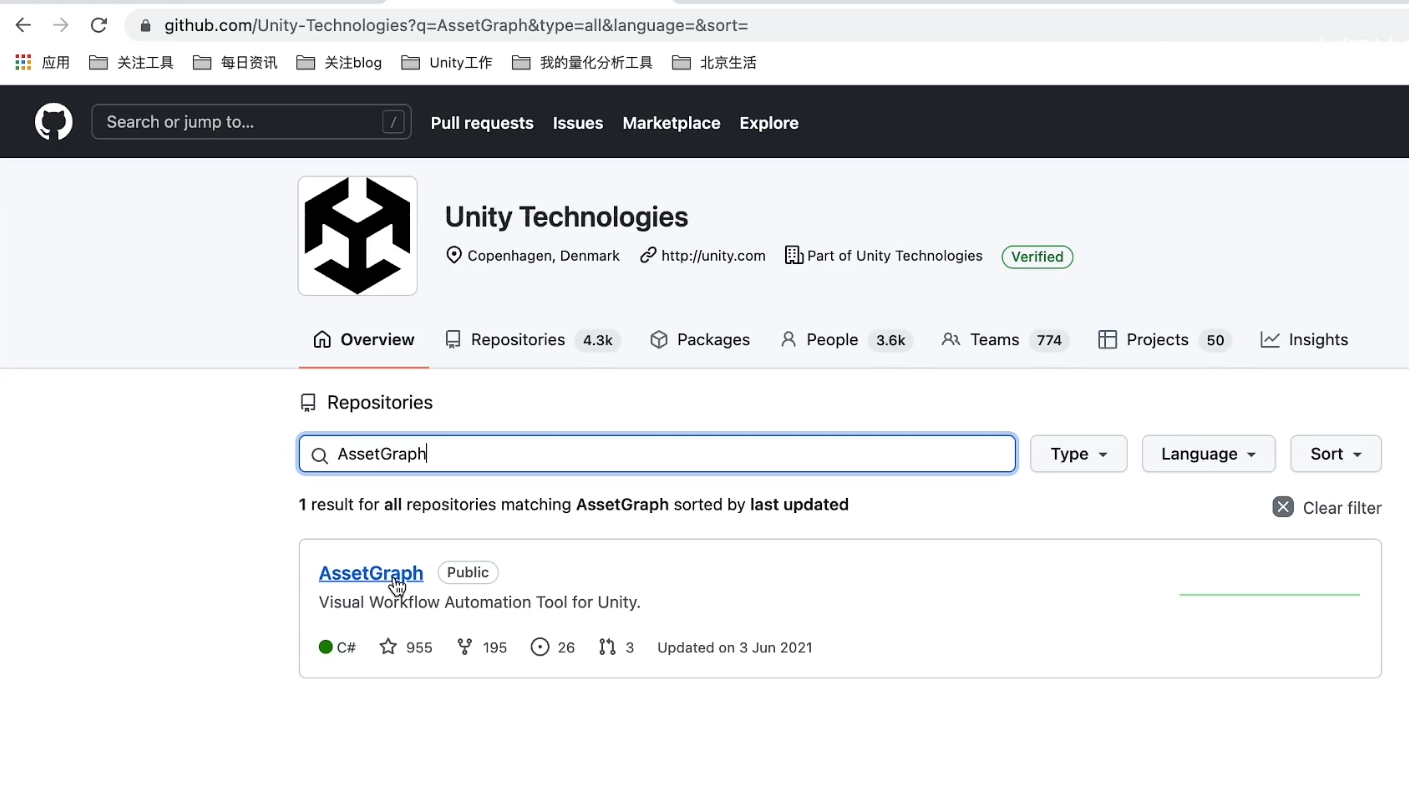 github.com/Unity-Technologies?q=AssetGraph&type=all&language=&sort=
应用 关注工具 每日资讯 关注blog Unity工作 我的量化分析工具 北京生活
Search or jump to... / Pull requests Issues Marketplace Explore
Unity Technologies
Copenhagen, Denmark http://unity.com Part of Unity Technologies Verified
Overview Repositories 4.3k Packages People 3.6k Teams 774 Projects 50 Insights
Repositories
AssetGraph Type Language Sort
1 result for all repositories matching AssetGraph sorted by last updated Clear filter
AssetGraph Public
Visual Workflow Automation Tool for Unity.
C# 955 195 26 3 Updated on 3 Jun 2021